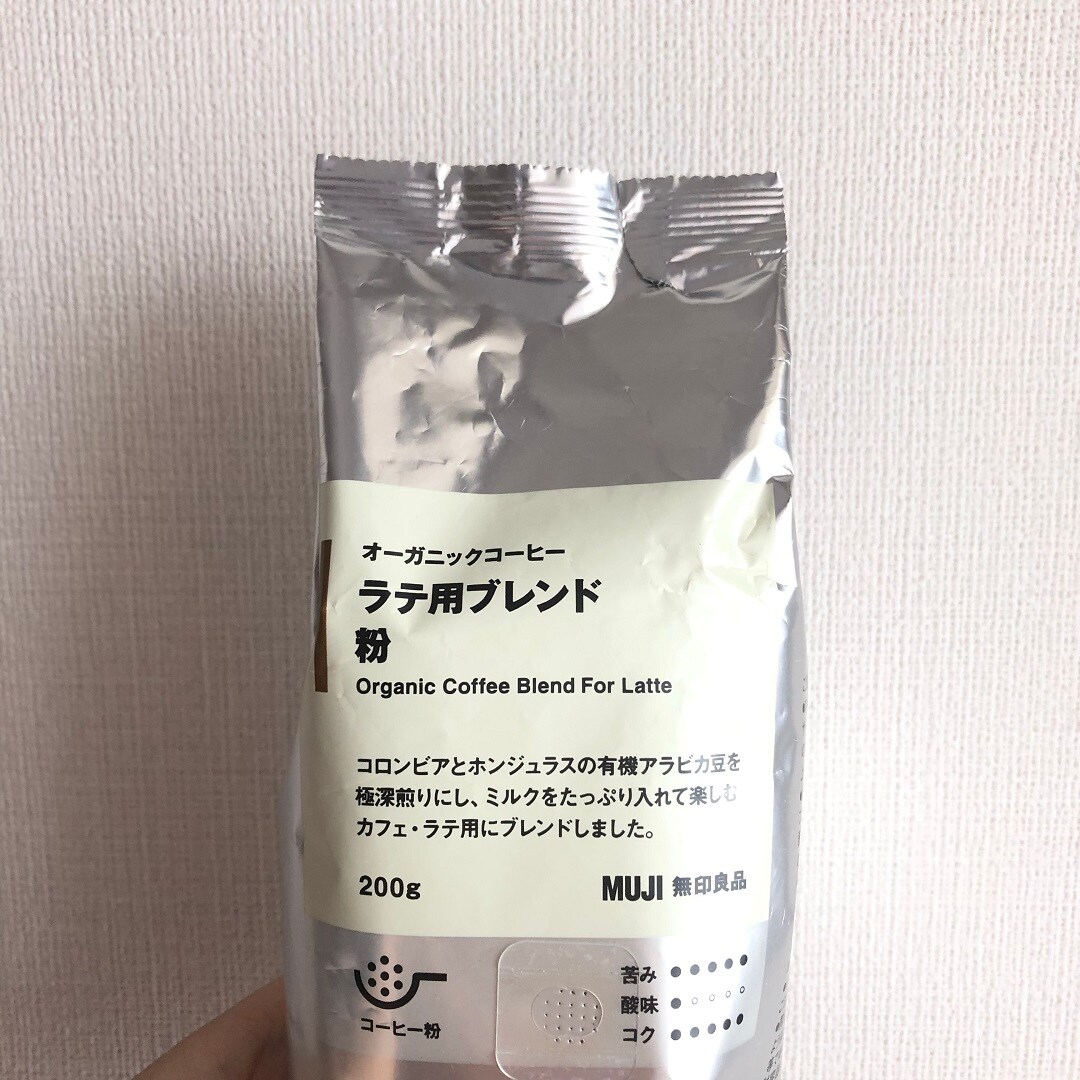 オーガニックコーヒー
ラテ用ブレンド
粉
Organic Coffee Blend For Latte
コロンビアとホンジュラスの有機アラビカ豆を
極深煎りにし、ミルクをたっぷり入れて楽しむ
カフェ・ラテ用にブレンドしました。
200g
MUJI 無印良品
コーヒー粉
苦み ●●●●●
酸味 ●○○○○
コク ●●●●●